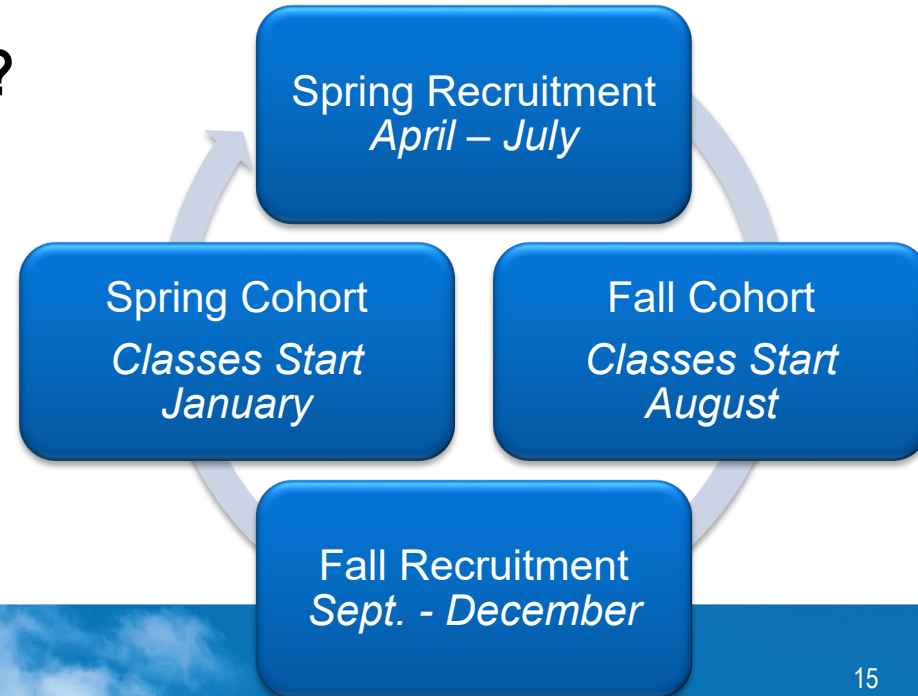 ?
Spring Recruitment
April – July
Spring Cohort
Classes Start
January
Fall Cohort
Classes Start
August
Fall Recruitment
Sept. - December
15